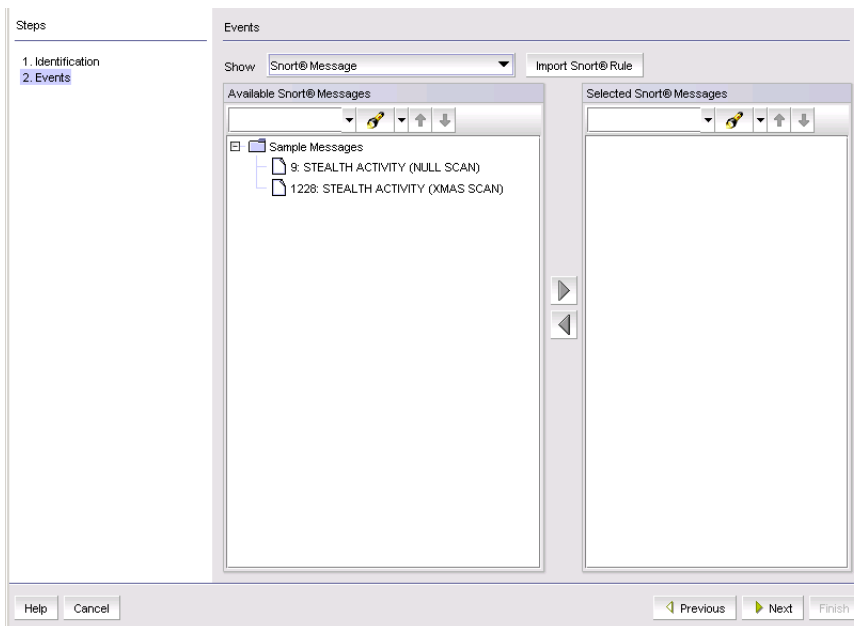 Steps
1. Identification
2. Events
Events
Show Snort® Message Import Snort® Rule
Available Snort® Messages
Sample Messages
9: STEALTH ACTIVITY (NULL SCAN)
1228: STEALTH ACTIVITY (XMAS SCAN)
Selected Snort® Messages
Help Cancel Previous Next Finish